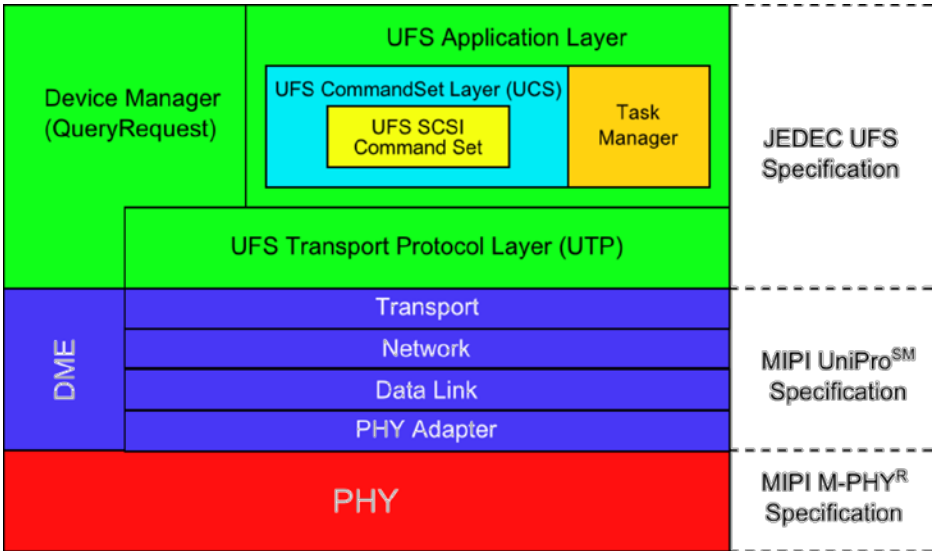 UFS Application Layer
Device Manager
(QueryRequest)
UFS CommandSet Layer (UCS)
UFS SCSI
Command Set
Task
Manager
JEDEC UFS
Specification
UFS Transport Protocol Layer (UTP)
DME
Transport
Network
Data Link
PHY Adapter
MIPI UniProSM
Specification
PHY
MIPI M-PHYR
Specification